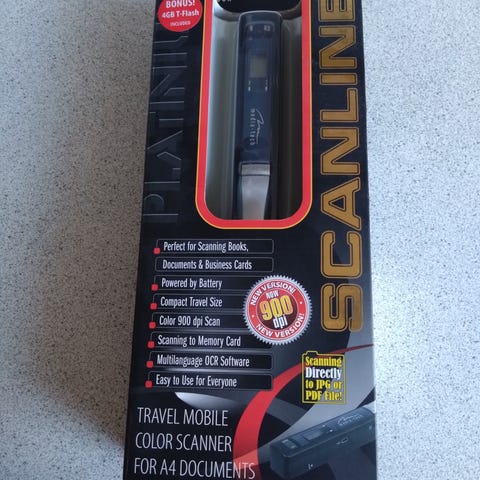 BONUS!
4GB T-Flash
INCLUDED
PLATINUM
SCANLINE
media-tech
Perfect for Scanning Books,
Documents & Business Cards
Powered by Battery
Compact Travel Size
Color 900 dpi Scan
Scanning to Memory Card
Multilanguage OCR Software
Easy to Use for Everyone
NEW VERSION!
NOW
900
dpi
NEW VERSION!
Scanning
Directly
to JPG or
PDF File!
TRAVEL MOBILE
COLOR SCANNER
FOR A4 DOCUMENTS